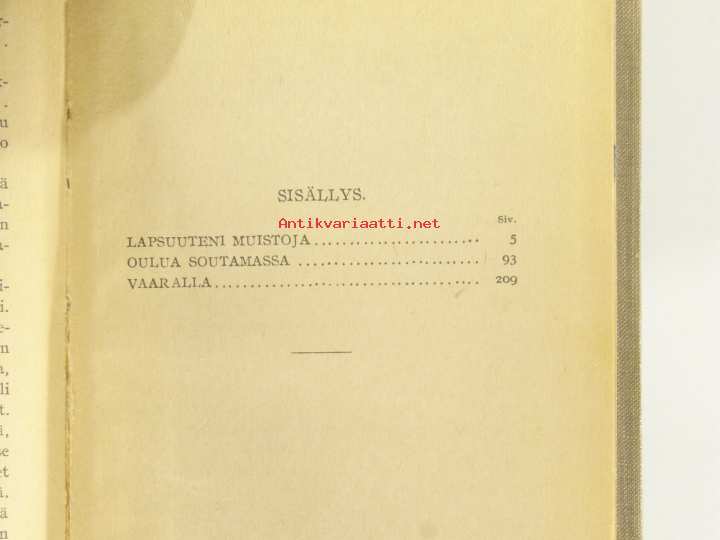 SISÄLLYS.
Antikvariaatti.net
Siv.
LAPSUUTENI MUISTOJA ........................ 5
OULUA SOUTAMASSA .......................... 93
VAARALLA..................................... 209